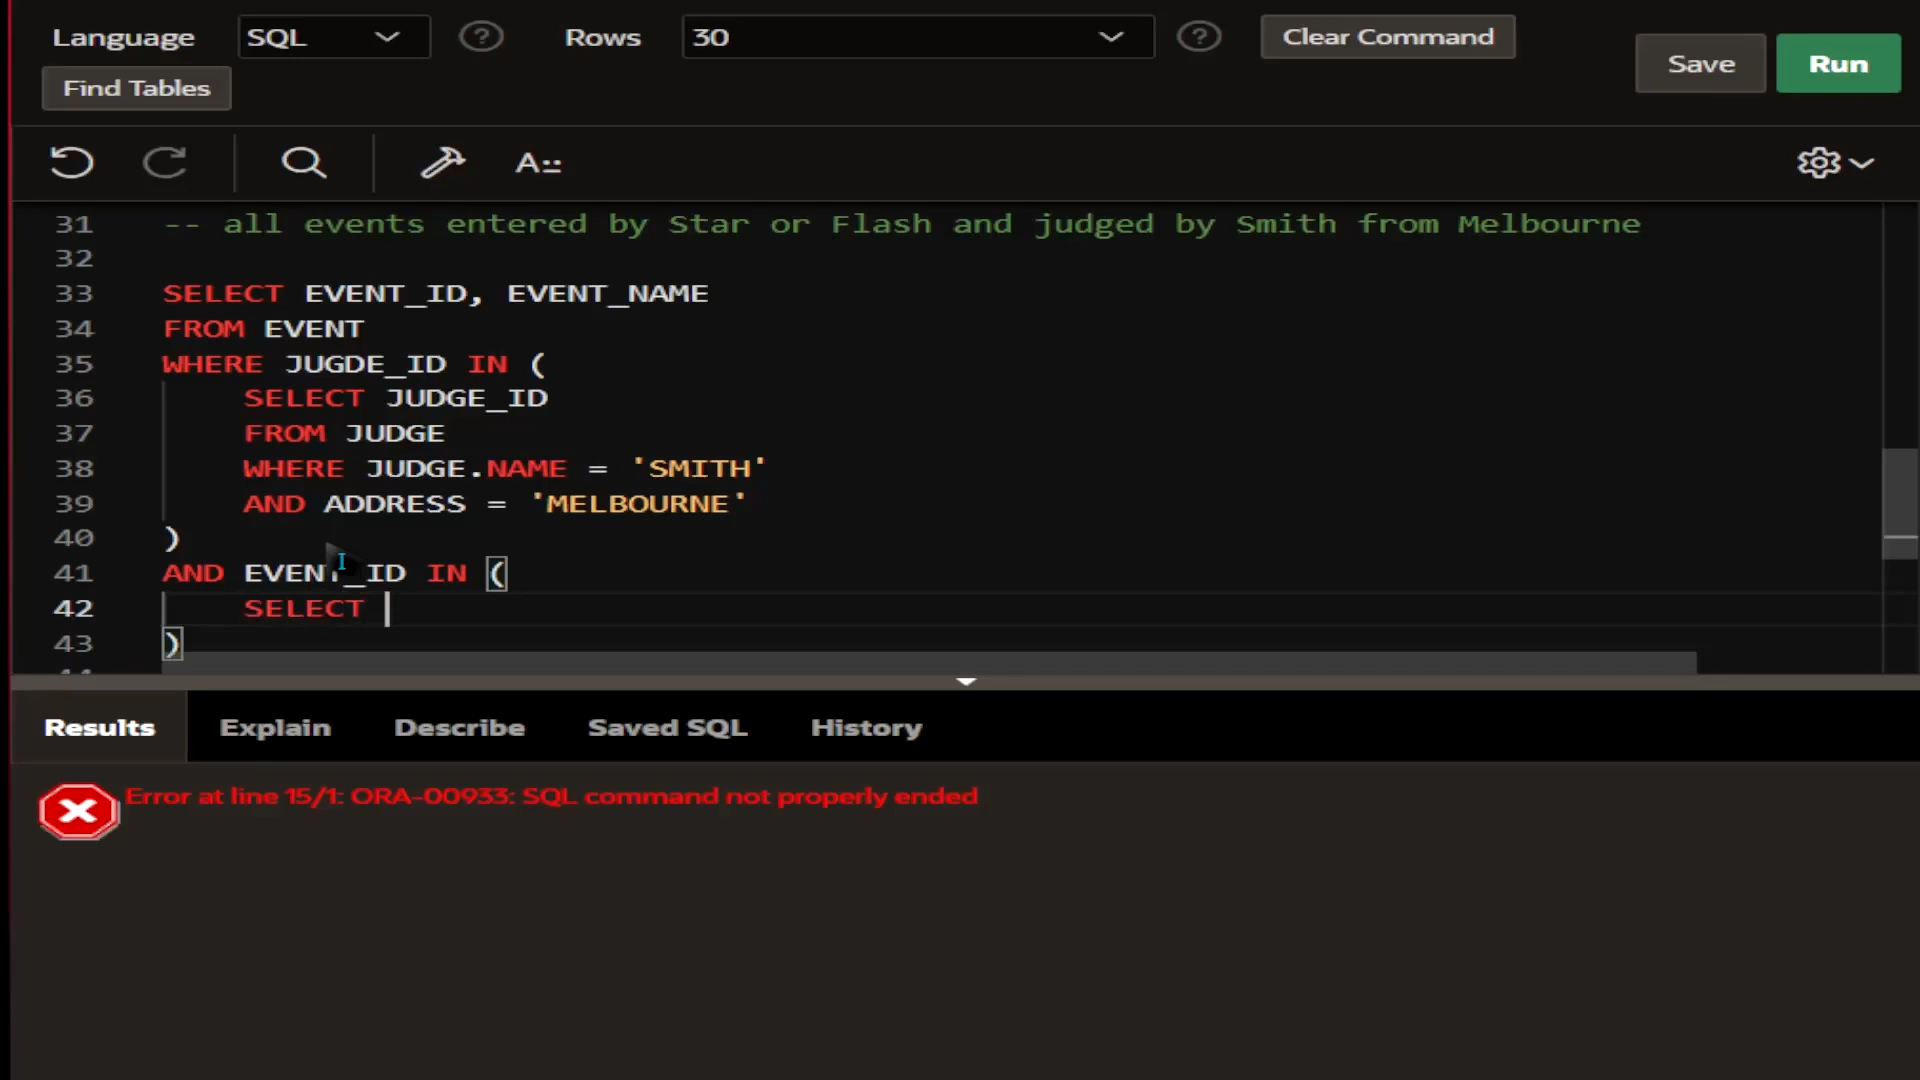 Language SQL Rows 30 Clear Command Save Run
Find Tables
A
31 -- all events entered by Star or Flash and judged by Smith from Melbourne
32
33 SELECT EVENT_ID, EVENT_NAME
34 FROM EVENT
35 WHERE JUGDE_ID IN (
36 SELECT JUDGE_ID
37 FROM JUDGE
38 WHERE JUDGE.NAME = 'SMITH'
39 AND ADDRESS = 'MELBOURNE'
40 )
41 AND EVENT_ID IN (
42 SELECT
43 )
Results Explain Describe Saved SQL History
Error at line 15/1: ORA-00933: SQL command not properly ended